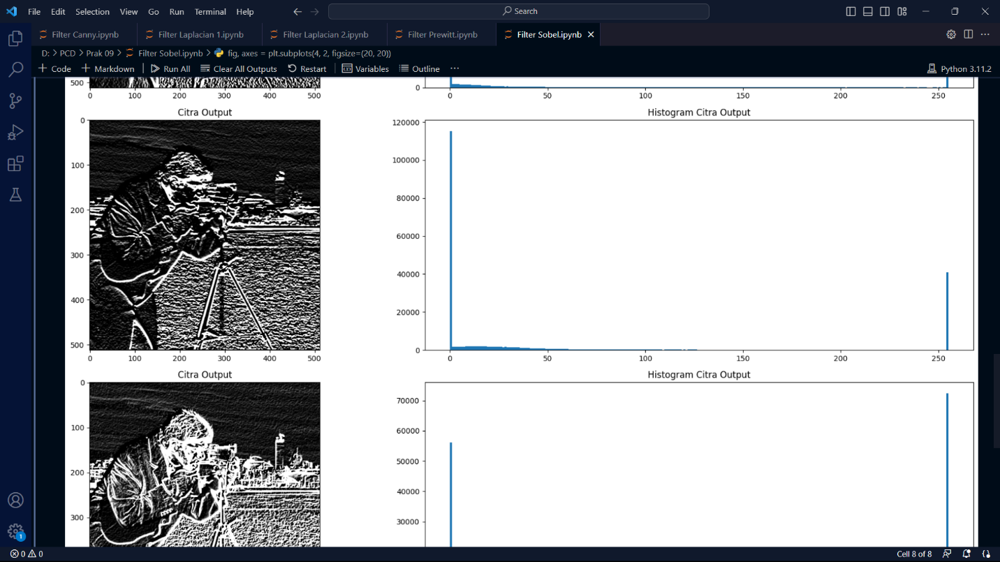 File Edit Selection View Go Run Terminal Help Search
Filter Canny.ipynb Filter Laplacian 1.ipynb Filter Laplacian 2.ipynb Filter Prewitt.ipynb Filter Sobel.ipynb
D: > PCD > Prak 09 > Filter Sobel.ipynb > fig, axes = plt.subplots(4, 2, figsize=(20, 20))
Code Markdown Run All Clear All Outputs Restart Variables Outline ... Python 3.11.2
500 0
0 100 200 300 400 500 0 50 100 150 200 250
Citra Output Histogram Citra Output
0 120000
100 100000
80000
200 60000
300 40000
400 20000
500 0
0 100 200 300 400 500 0 50 100 150 200 250
Citra Output Histogram Citra Output
0 70000
100 60000
50000
200 40000
300 30000
1
0 0 Cell 8 of 8